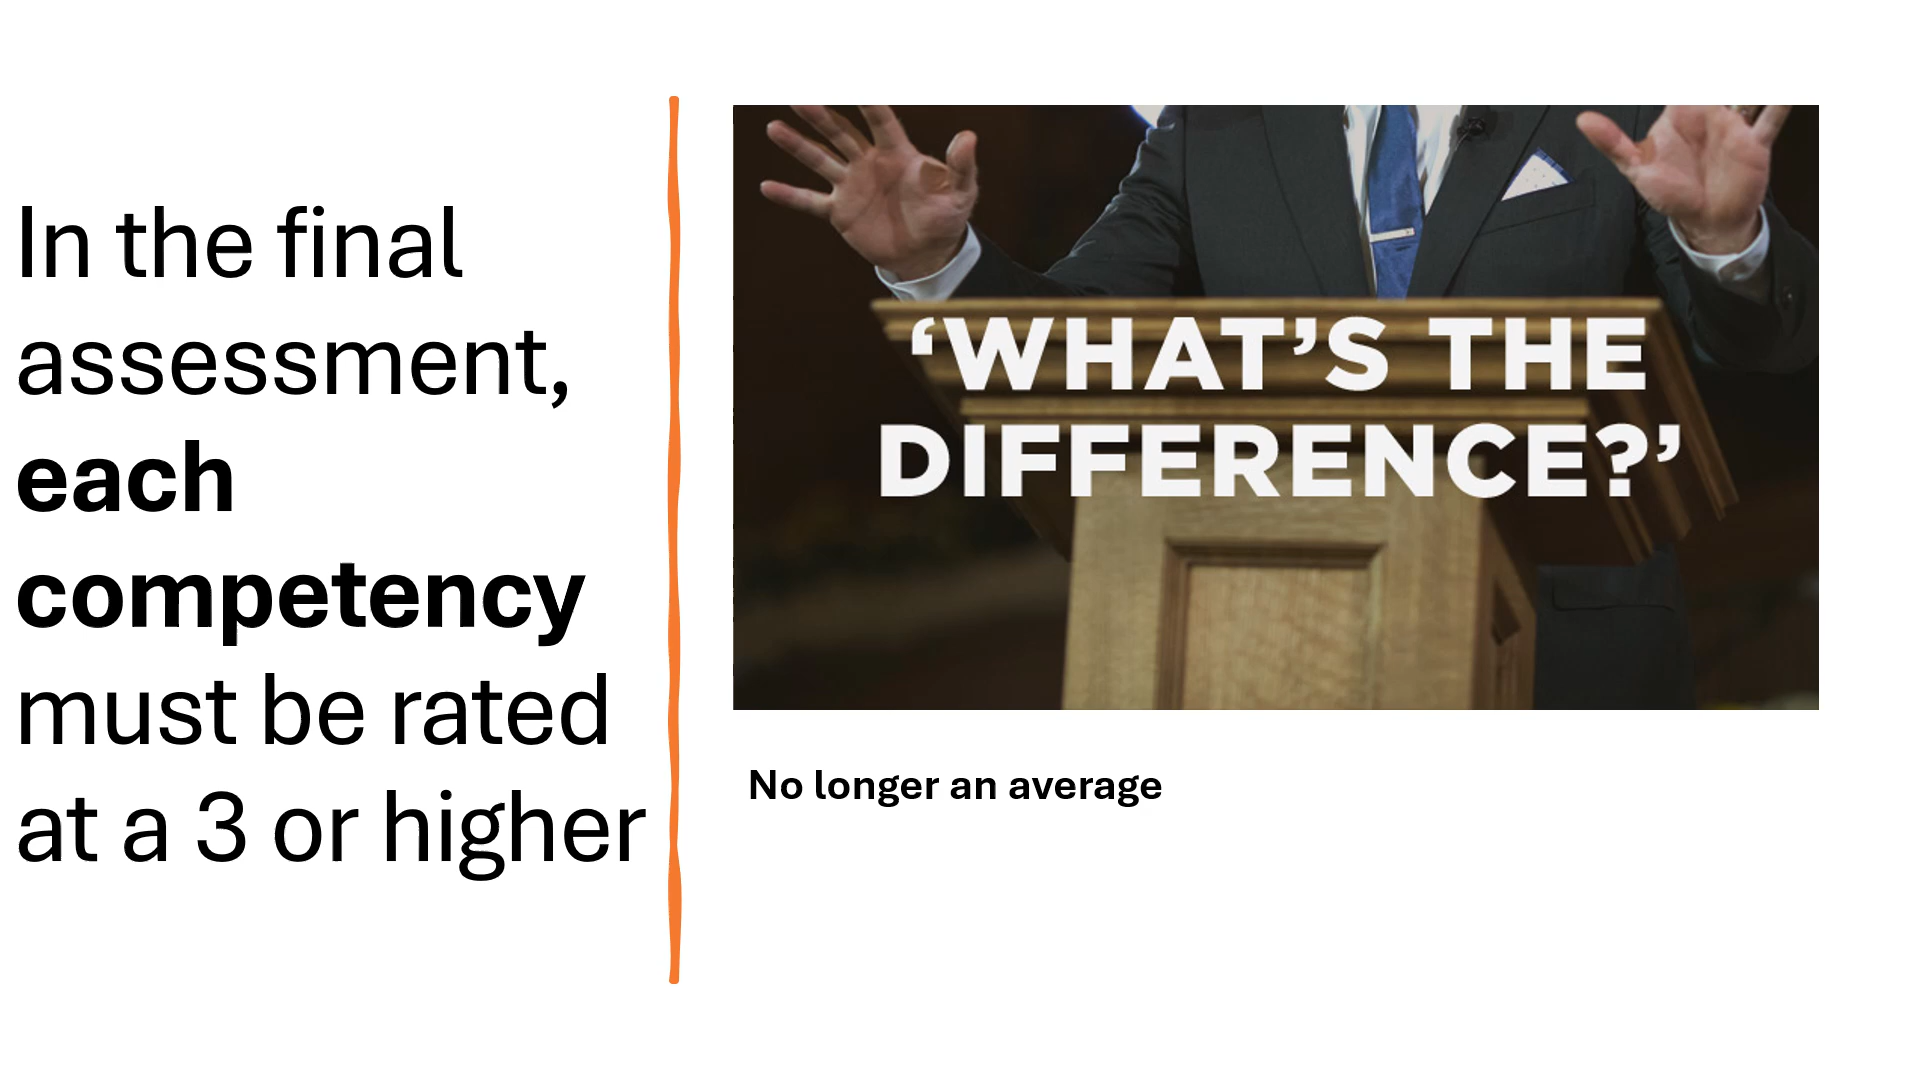 In the final
assessment,
each
competency
must be rated
at a 3 or higher
‘WHAT’S THE
DIFFERENCE?’
No longer an average